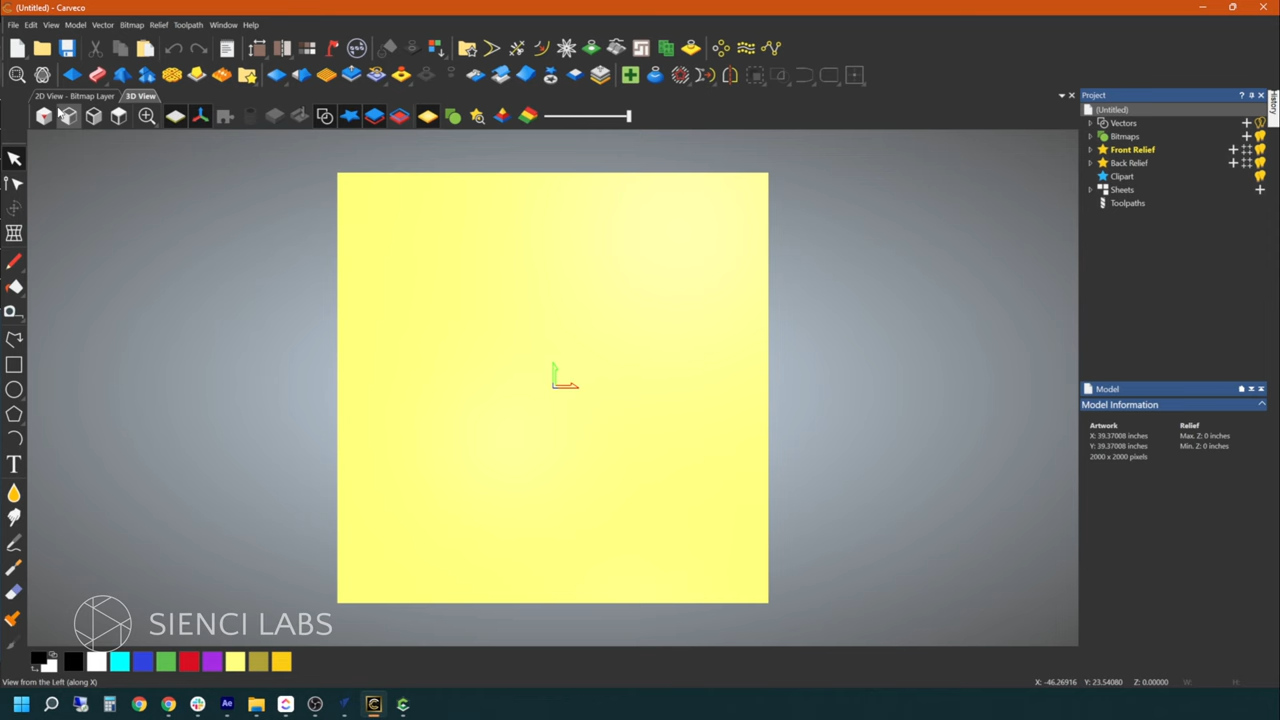 (Untitled) - Carveco
File Edit View Model Vector Bitmap Relief Toolpath Window Help
2D View - Bitmap Layer 3D View
Project
(Untitled)
Vectors
Bitmaps
Front Relief
Back Relief
Clipart
Sheets
Toolpaths
History
Model
Model Information
Artwork Relief
X: 39.37008 inches Max. Z: 0 inches
Y: 39.37008 inches Min. Z: 0 inches
2000 x 2000 pixels
T
SIENCI LABS
View from the Left (along X) X: -46.26916 Y: 23.54080 Z: 0.00000 W: H:
Ae